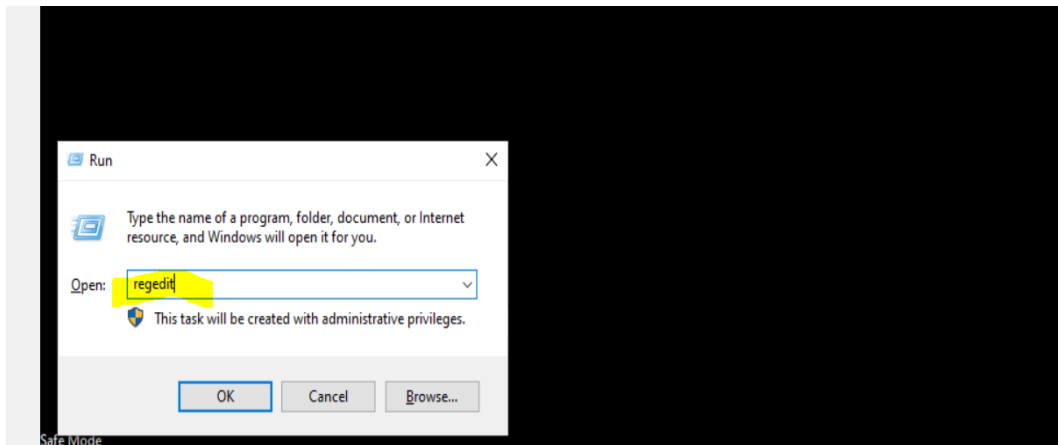 Run
Type the name of a program, folder, document, or Internet
resource, and Windows will open it for you.
Open: regedit
This task will be created with administrative privileges.
OK Cancel Browse...
Safe Mode